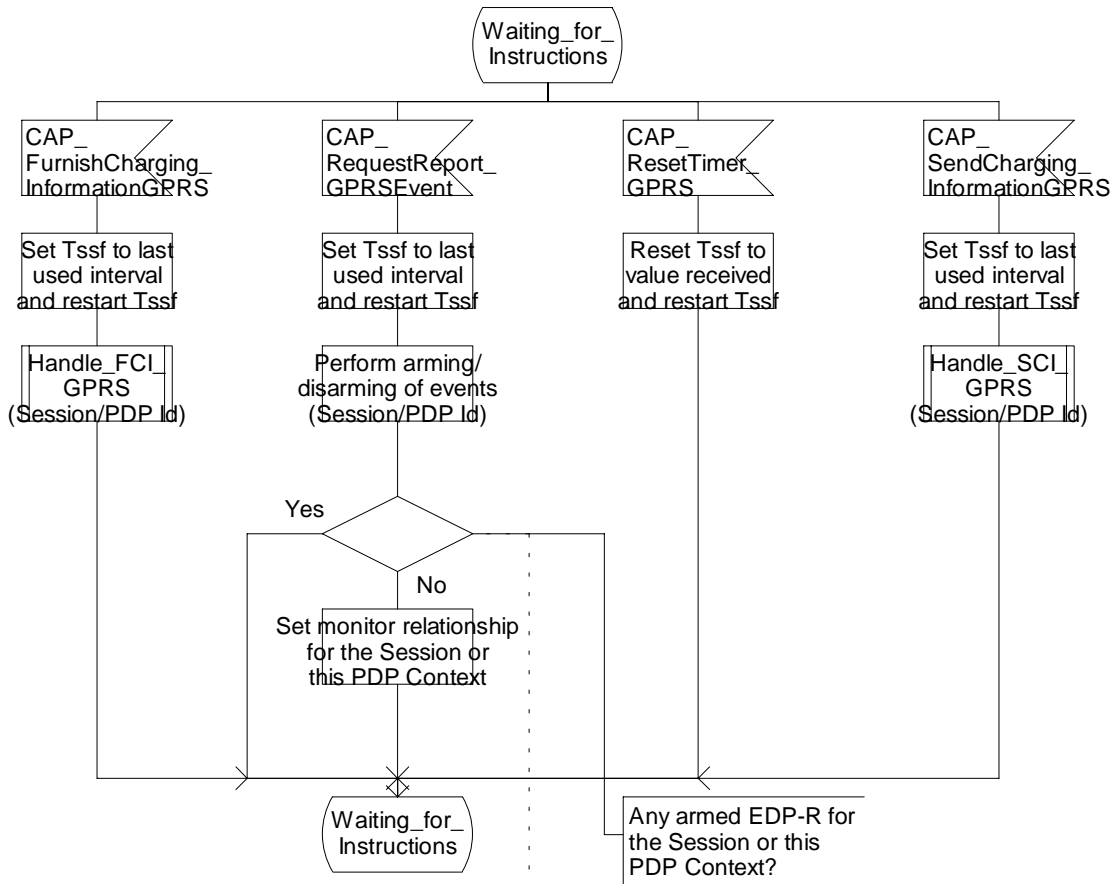 Waiting_for_
Instructions
CAP_
FurnishCharging_
InformationGPRS
CAP_
RequestReport_
GPRSEvent
CAP_
ResetTimer_
GPRS
CAP_
SendCharging_
InformationGPRS
Set Tssf to last
used interval
and restart Tssf
Set Tssf to last
used interval
and restart Tssf
Reset Tssf to
value received
and restart Tssf
Set Tssf to last
used interval
and restart Tssf
Handle_FCI_
GPRS
(Session/PDP Id)
Perform arming/
disarming of events
(Session/PDP Id)
Handle_SCI_
GPRS
(Session/PDP Id)
Yes
No
Set monitor relationship
for the Session or
this PDP Context
Waiting_for_
Instructions
Any armed EDP-R for
the Session or this
PDP Context?